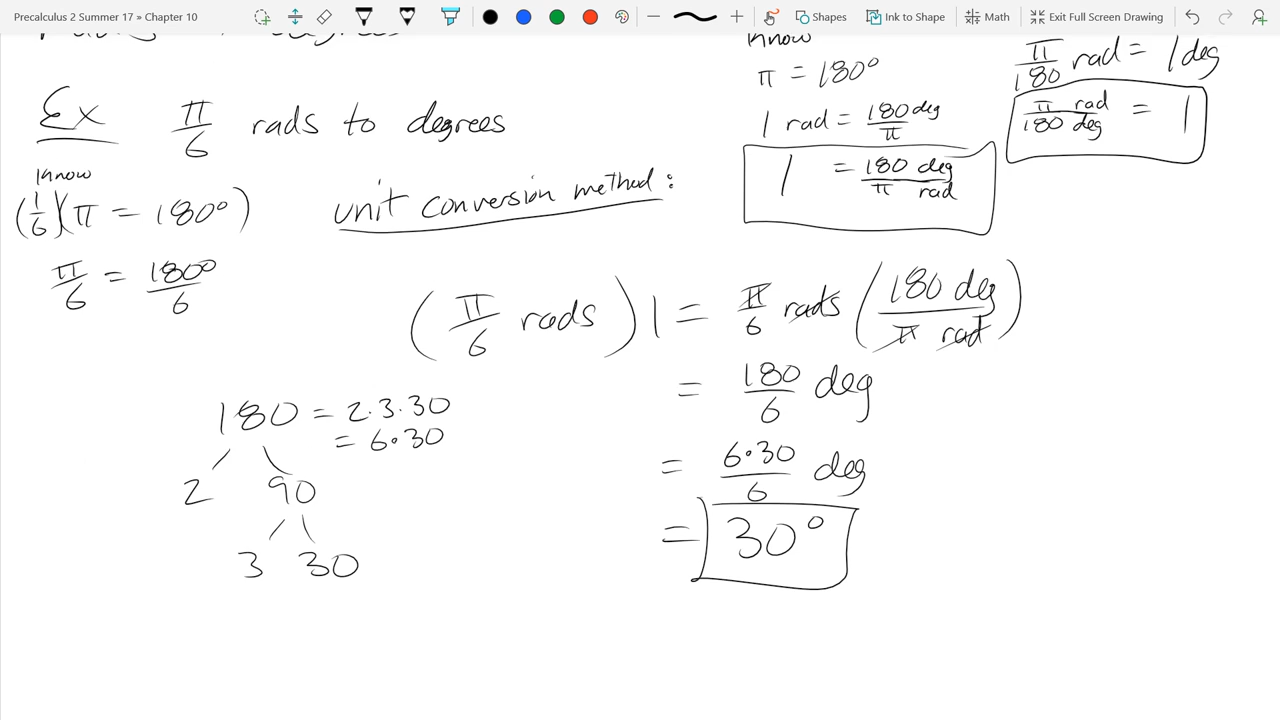 Precalculus 2 Summer 17 » Chapter 10
Shapes
Ink to Shape
Math
Exit Full Screen Drawing
degrees
Know
π = 180°
1 rad = 180 deg / π
1 = 180 deg / π rad
π/180 rad = 1 deg
π rad / 180 deg = 1
Ex π/6 rads to degrees
Know
(1/6)(π = 180°)
π/6 = 180°/6
unit conversion method:
(π/6 rads) 1 = π/6 rads (180 deg / π rad)
= 180/6 deg
= 6·30/6 deg
= 30°
180 = 2·3·30
= 6·30
2 90
3 30